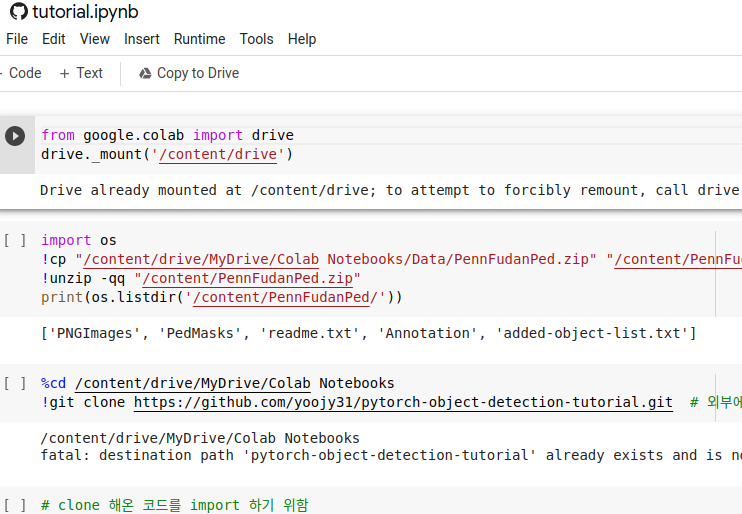 tutorial.ipynb
File Edit View Insert Runtime Tools Help
Code + Text Copy to Drive
from google.colab import drive
drive._mount('/content/drive')
Drive already mounted at /content/drive; to attempt to forcibly remount, call drive
[ ] import os
!cp "/content/drive/MyDrive/Colab Notebooks/Data/PennFudanPed.zip" "/content/PennFud
!unzip -qq "/content/PennFudanPed.zip"
print(os.listdir('/content/PennFudanPed/'))
['PNGImages', 'PedMasks', 'readme.txt', 'Annotation', 'added-object-list.txt']
[ ] %cd /content/drive/MyDrive/Colab Notebooks
!git clone https://github.com/yoojy31/pytorch-object-detection-tutorial.git # 외부에
/content/drive/MyDrive/Colab Notebooks
fatal: destination path 'pytorch-object-detection-tutorial' already exists and is
[ ] # clone 해온 코드를 import 하기 위함